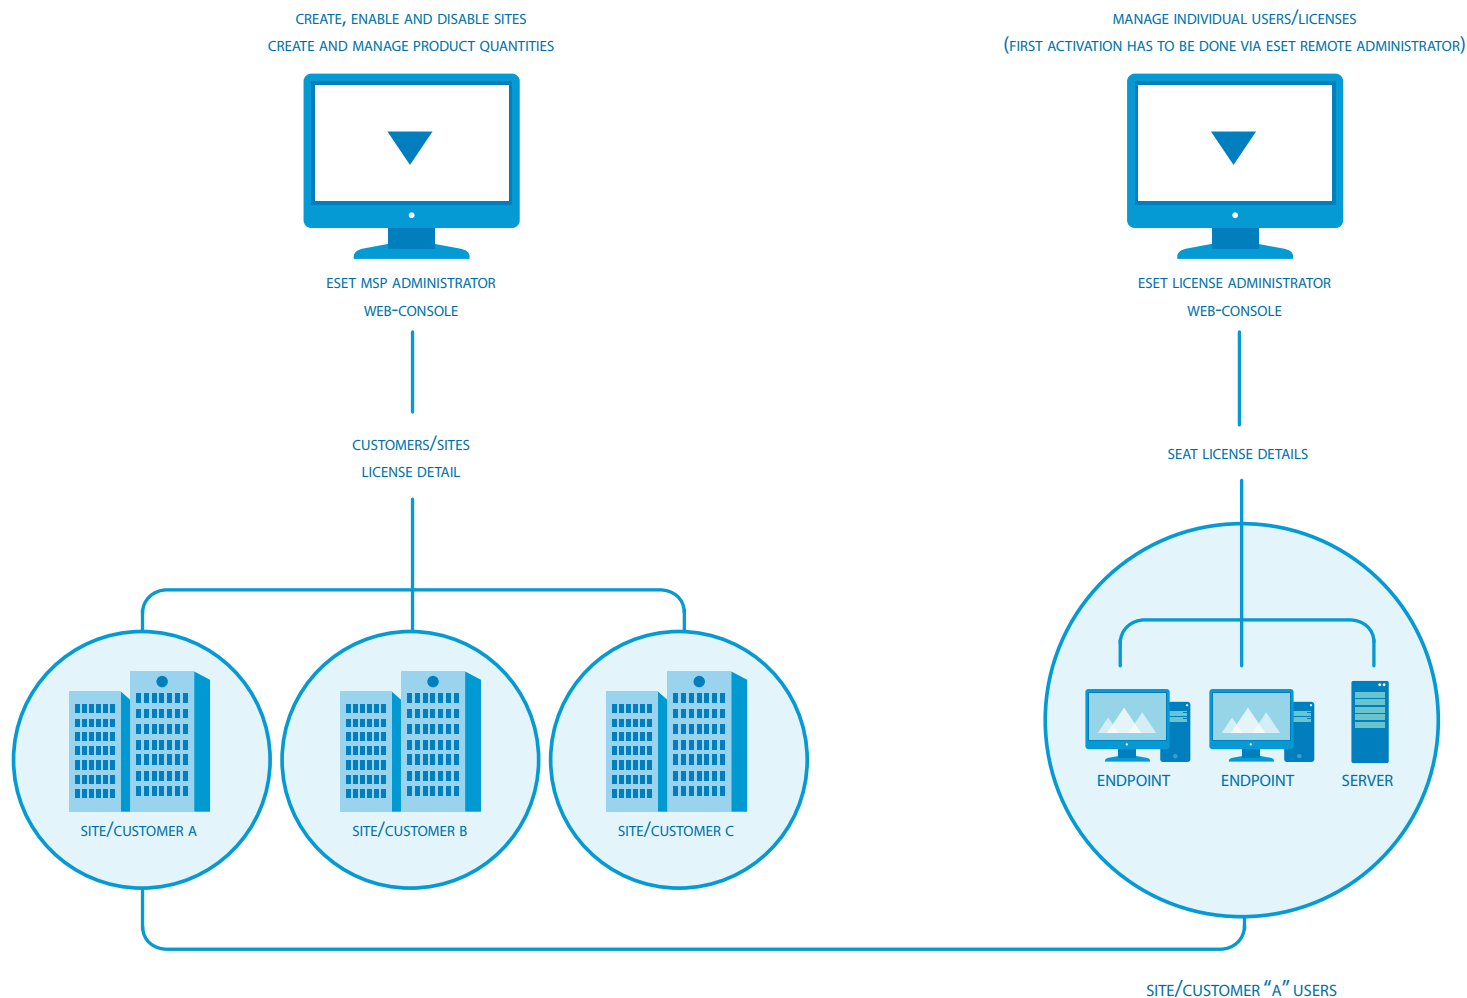 CREATE, ENABLE AND DISABLE SITES
CREATE AND MANAGE PRODUCT QUANTITIES
ESET MSP ADMINISTRATOR
WEB-CONSOLE
CUSTOMERS/SITES
LICENSE DETAIL
SITE/CUSTOMER A
SITE/CUSTOMER B
SITE/CUSTOMER C
MANAGE INDIVIDUAL USERS/LICENSES
(FIRST ACTIVATION HAS TO BE DONE VIA ESET REMOTE ADMINISTRATOR)
ESET LICENSE ADMINISTRATOR
WEB-CONSOLE
SEAT LICENSE DETAILS
ENDPOINT
ENDPOINT
SERVER
SITE/CUSTOMER “A” USERS